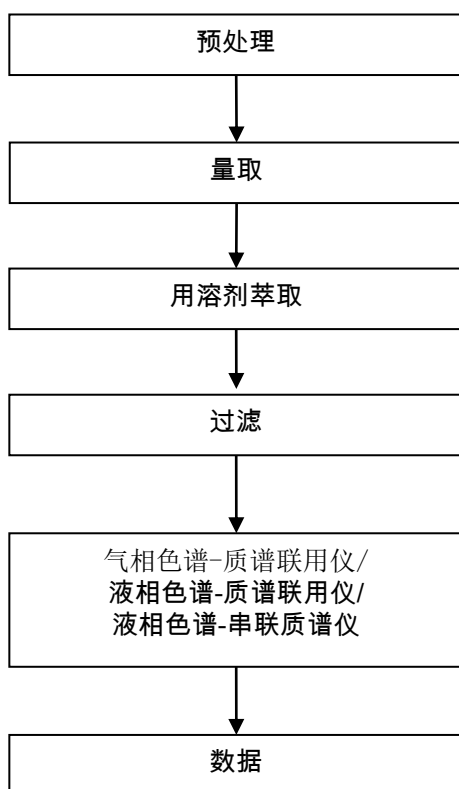 预处理
量取
用溶剂萃取
过滤
气相色谱-质谱联用仪/
液相色谱-质谱联用仪/
液相色谱-串联质谱仪
数据